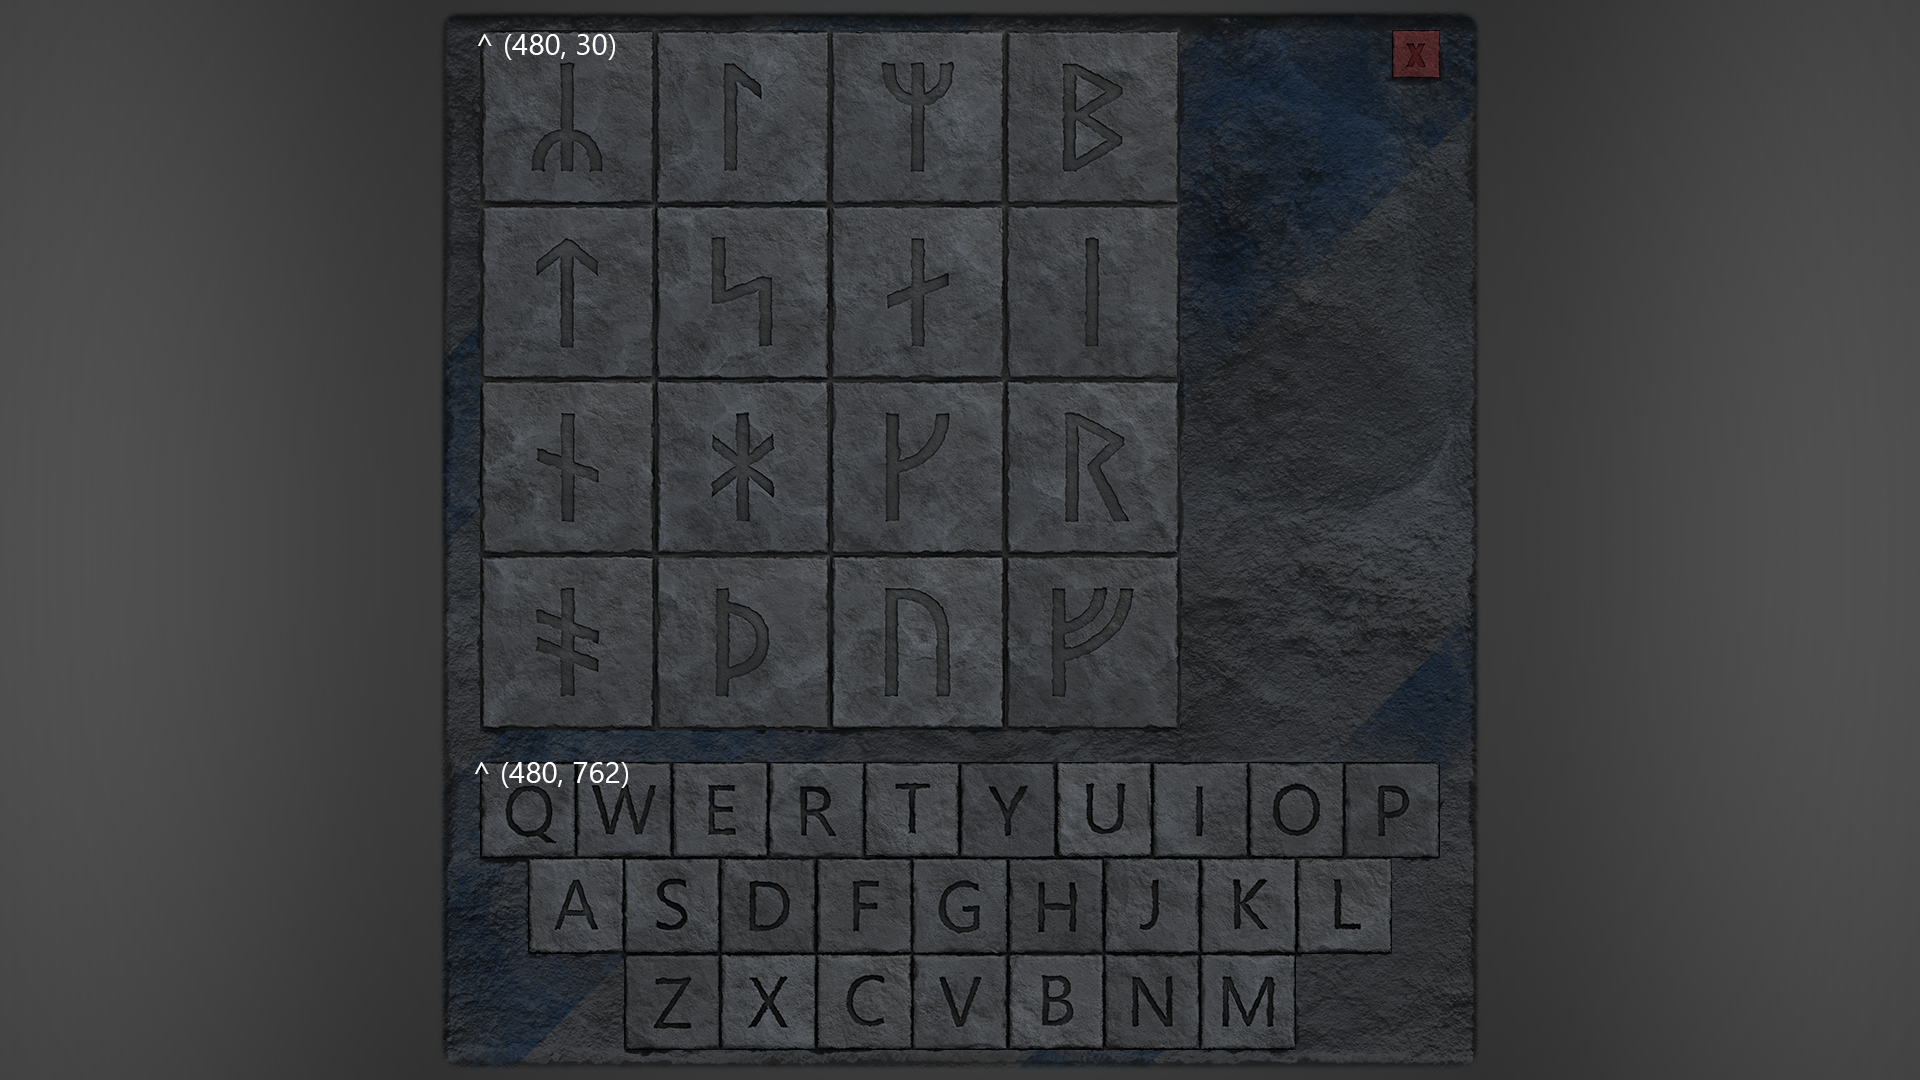 ^ (480, 30)
X
ᛦ ᛚ ᛘ ᛒ
ᛏ ᛋ ᛅ ᛁ
ᚾ ᚼ ᚴ ᚱ
ᚬ ᚦ ᚢ ᚠ
^ (480, 762)
Q W E R T Y U I O P
A S D F G H J K L
Z X C V B N M